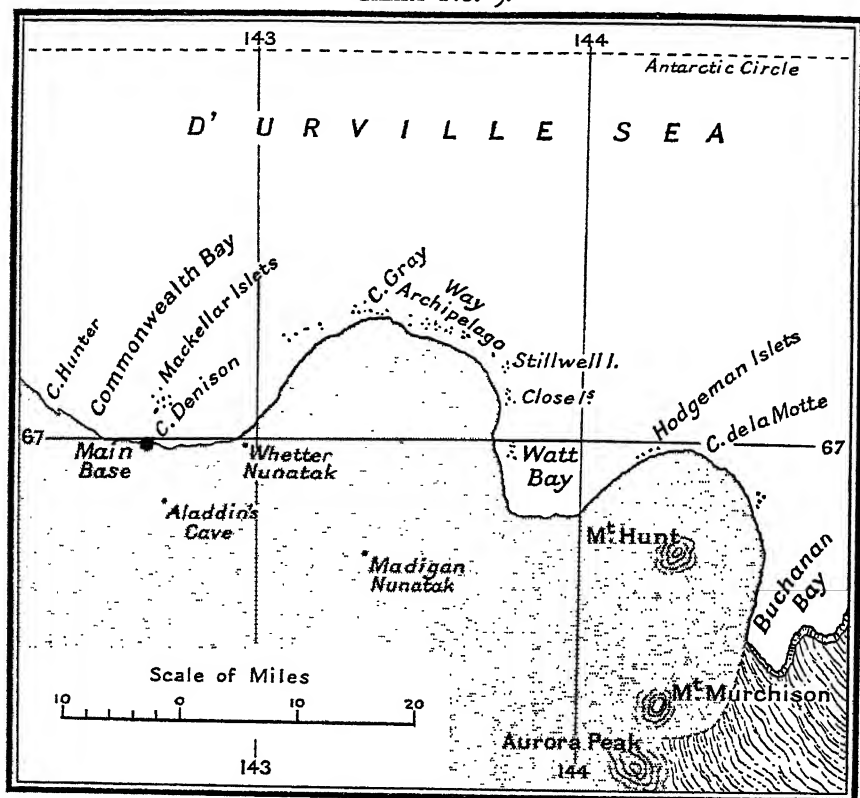 143
144
Antarctic Circle
D'URVILLE SEA
C. Gray
Way
Archipelago
Commonwealth Bay
Mackellar Islets
C. Hunter
C. Denison
Stillwell I.
Close Is
Hodgeman Islets
C. de la Motte
67
67
Main
Base
Whetter
Nunatak
Watt
Bay
Aladdin's
Cave
Madigan
Nunatak
Mt. Hunt
Buchanan
Bay
Scale of Miles
10 0 10 20
Mt. Murchison
Aurora Peak
143
144